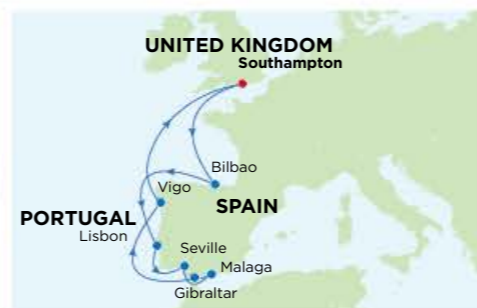 UNITED KINGDOM
Southampton
Bilbao
Vigo
SPAIN
PORTUGAL
Lisbon
Seville
Malaga
Gibraltar